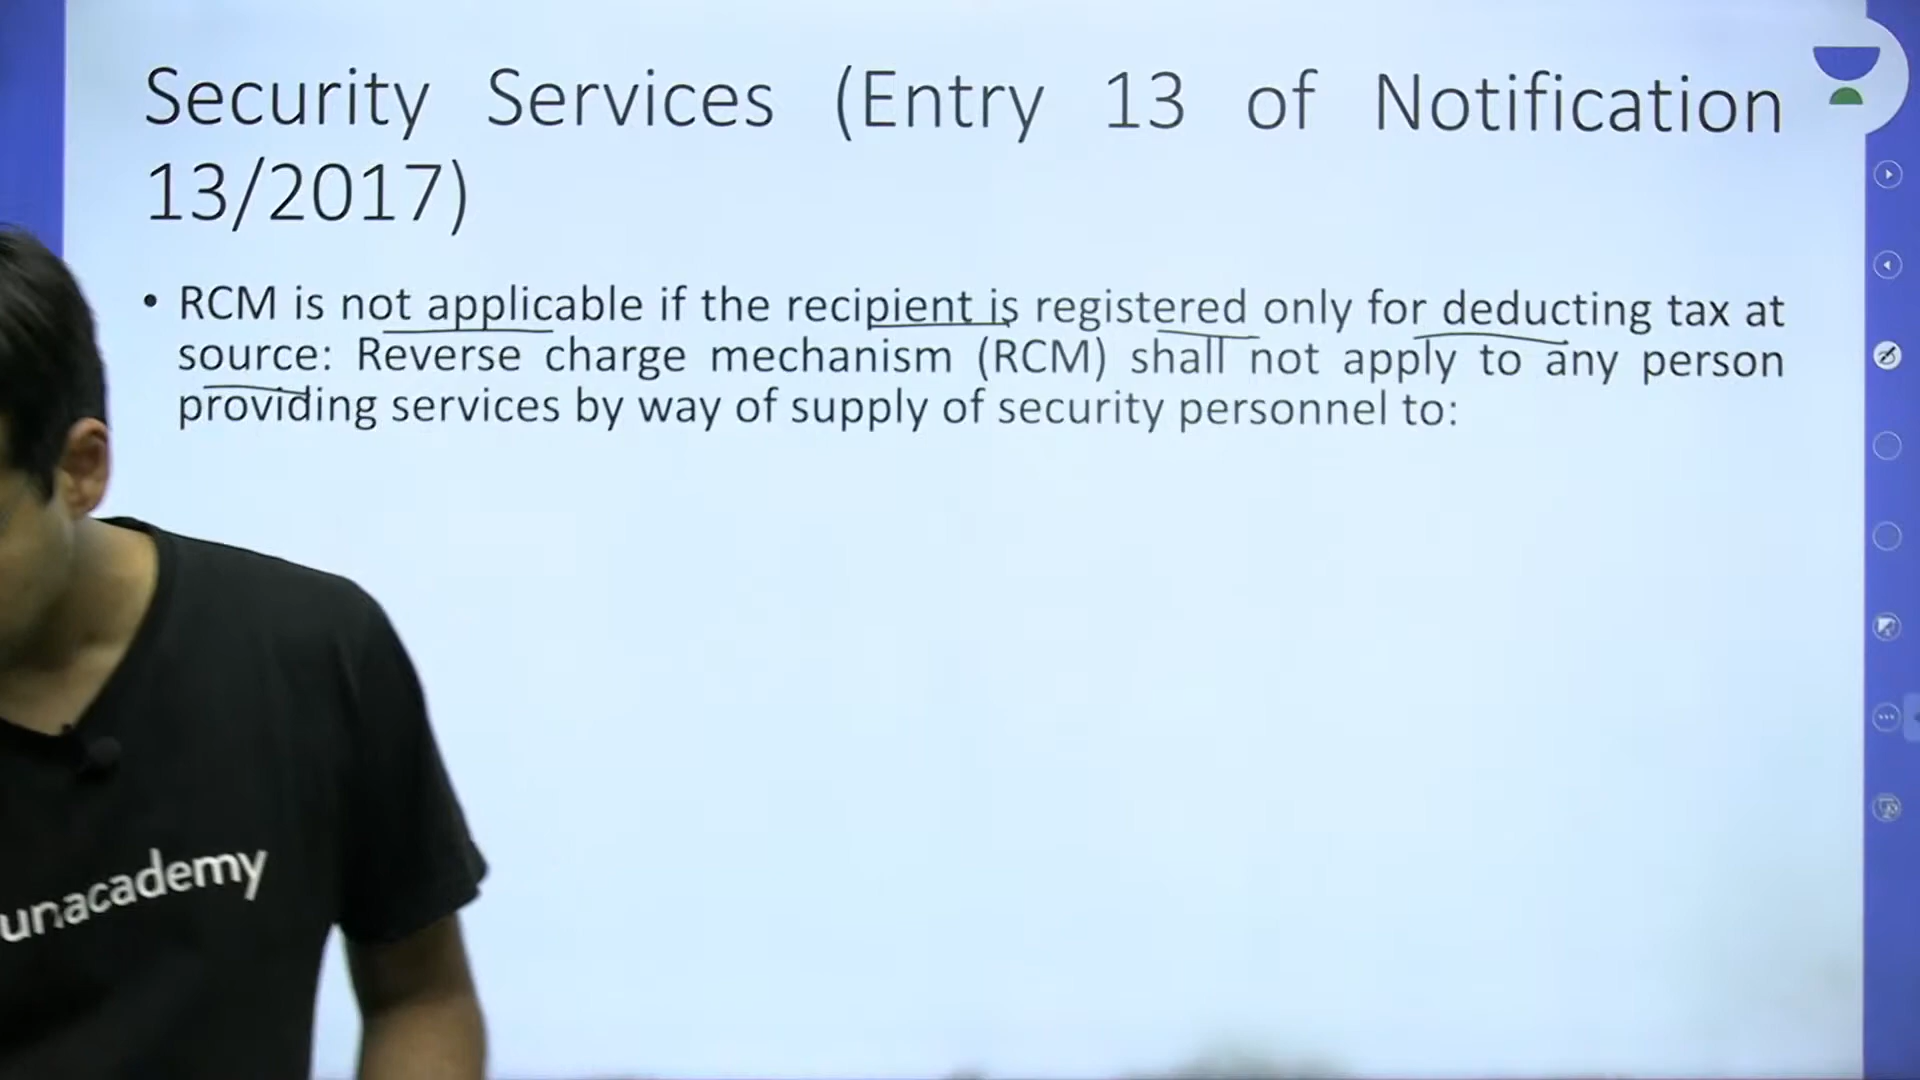 Security Services (Entry 13 of Notification
13/2017)
• RCM is not applicable if the recipient is registered only for deducting tax at
source: Reverse charge mechanism (RCM) shall not apply to any person
providing services by way of supply of security personnel to:
unacademy